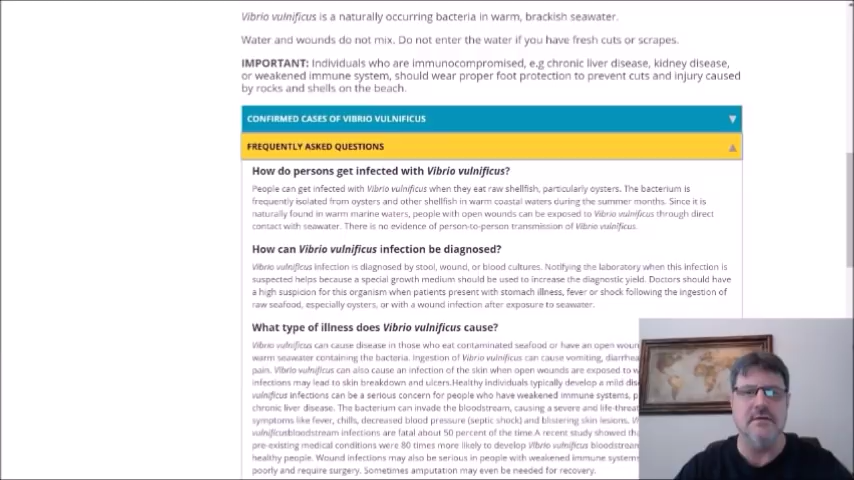 Vibrio vulnificus is a naturally occurring bacteria in warm, brackish seawater.
Water and wounds do not mix. Do not enter the water if you have fresh cuts or scrapes.
IMPORTANT: Individuals who are immunocompromised, e.g chronic liver disease, kidney disease,
or weakened immune system, should wear proper foot protection to prevent cuts and injury caused
by rocks and shells on the beach.
CONFIRMED CASES OF VIBRIO VULNIFICUS
FREQUENTLY ASKED QUESTIONS
How do persons get infected with Vibrio vulnificus?
People can get infected with Vibrio vulnificus when they eat raw shellfish, particularly oysters. The bacterium is
frequently isolated from oysters and other shellfish in warm coastal waters during the summer months. Since it is
naturally found in warm marine waters, people with open wounds can be exposed to Vibrio vulnificus through direct
contact with seawater. There is no evidence of person-to-person transmission of Vibrio vulnificus.
How can Vibrio vulnificus infection be diagnosed?
Vibrio vulnificus infection is diagnosed by stool, wound, or blood cultures. Notifying the laboratory when this infection is
suspected helps because a special growth medium should be used to increase the diagnostic yield. Doctors should have
a high suspicion for this organism when patients present with stomach illness, fever or shock following the ingestion of
raw seafood, especially oysters, or with a wound infection after exposure to seawater.
What type of illness does Vibrio vulnificus cause?
Vibrio vulnificus can cause disease in those who eat contaminated seafood or have an open woun
warm seawater containing the bacteria. Ingestion of Vibrio vulnificus can cause vomiting, diarrhea
pain. Vibrio vulnificus can also cause an infection of the skin when open wounds are exposed to w
infections may lead to skin breakdown and ulcers.Healthy individuals typically develop a mild dis
vulnificus infections can be a serious concern for people who have weakened immune systems, p
chronic liver disease. The bacterium can invade the bloodstream, causing a severe and life-threat
symptoms like fever, chills, decreased blood pressure (septic shock) and blistering skin lesions. Vi
vulnificusbloodstream infections are fatal about 50 percent of the time.A recent study showed tha
pre-existing medical conditions were 80 times more likely to develop Vibrio vulnificus bloodstream
healthy people. Wound infections may also be serious in people with weakened immune systems
poorly and require surgery. Sometimes amputation may even be needed for recovery.